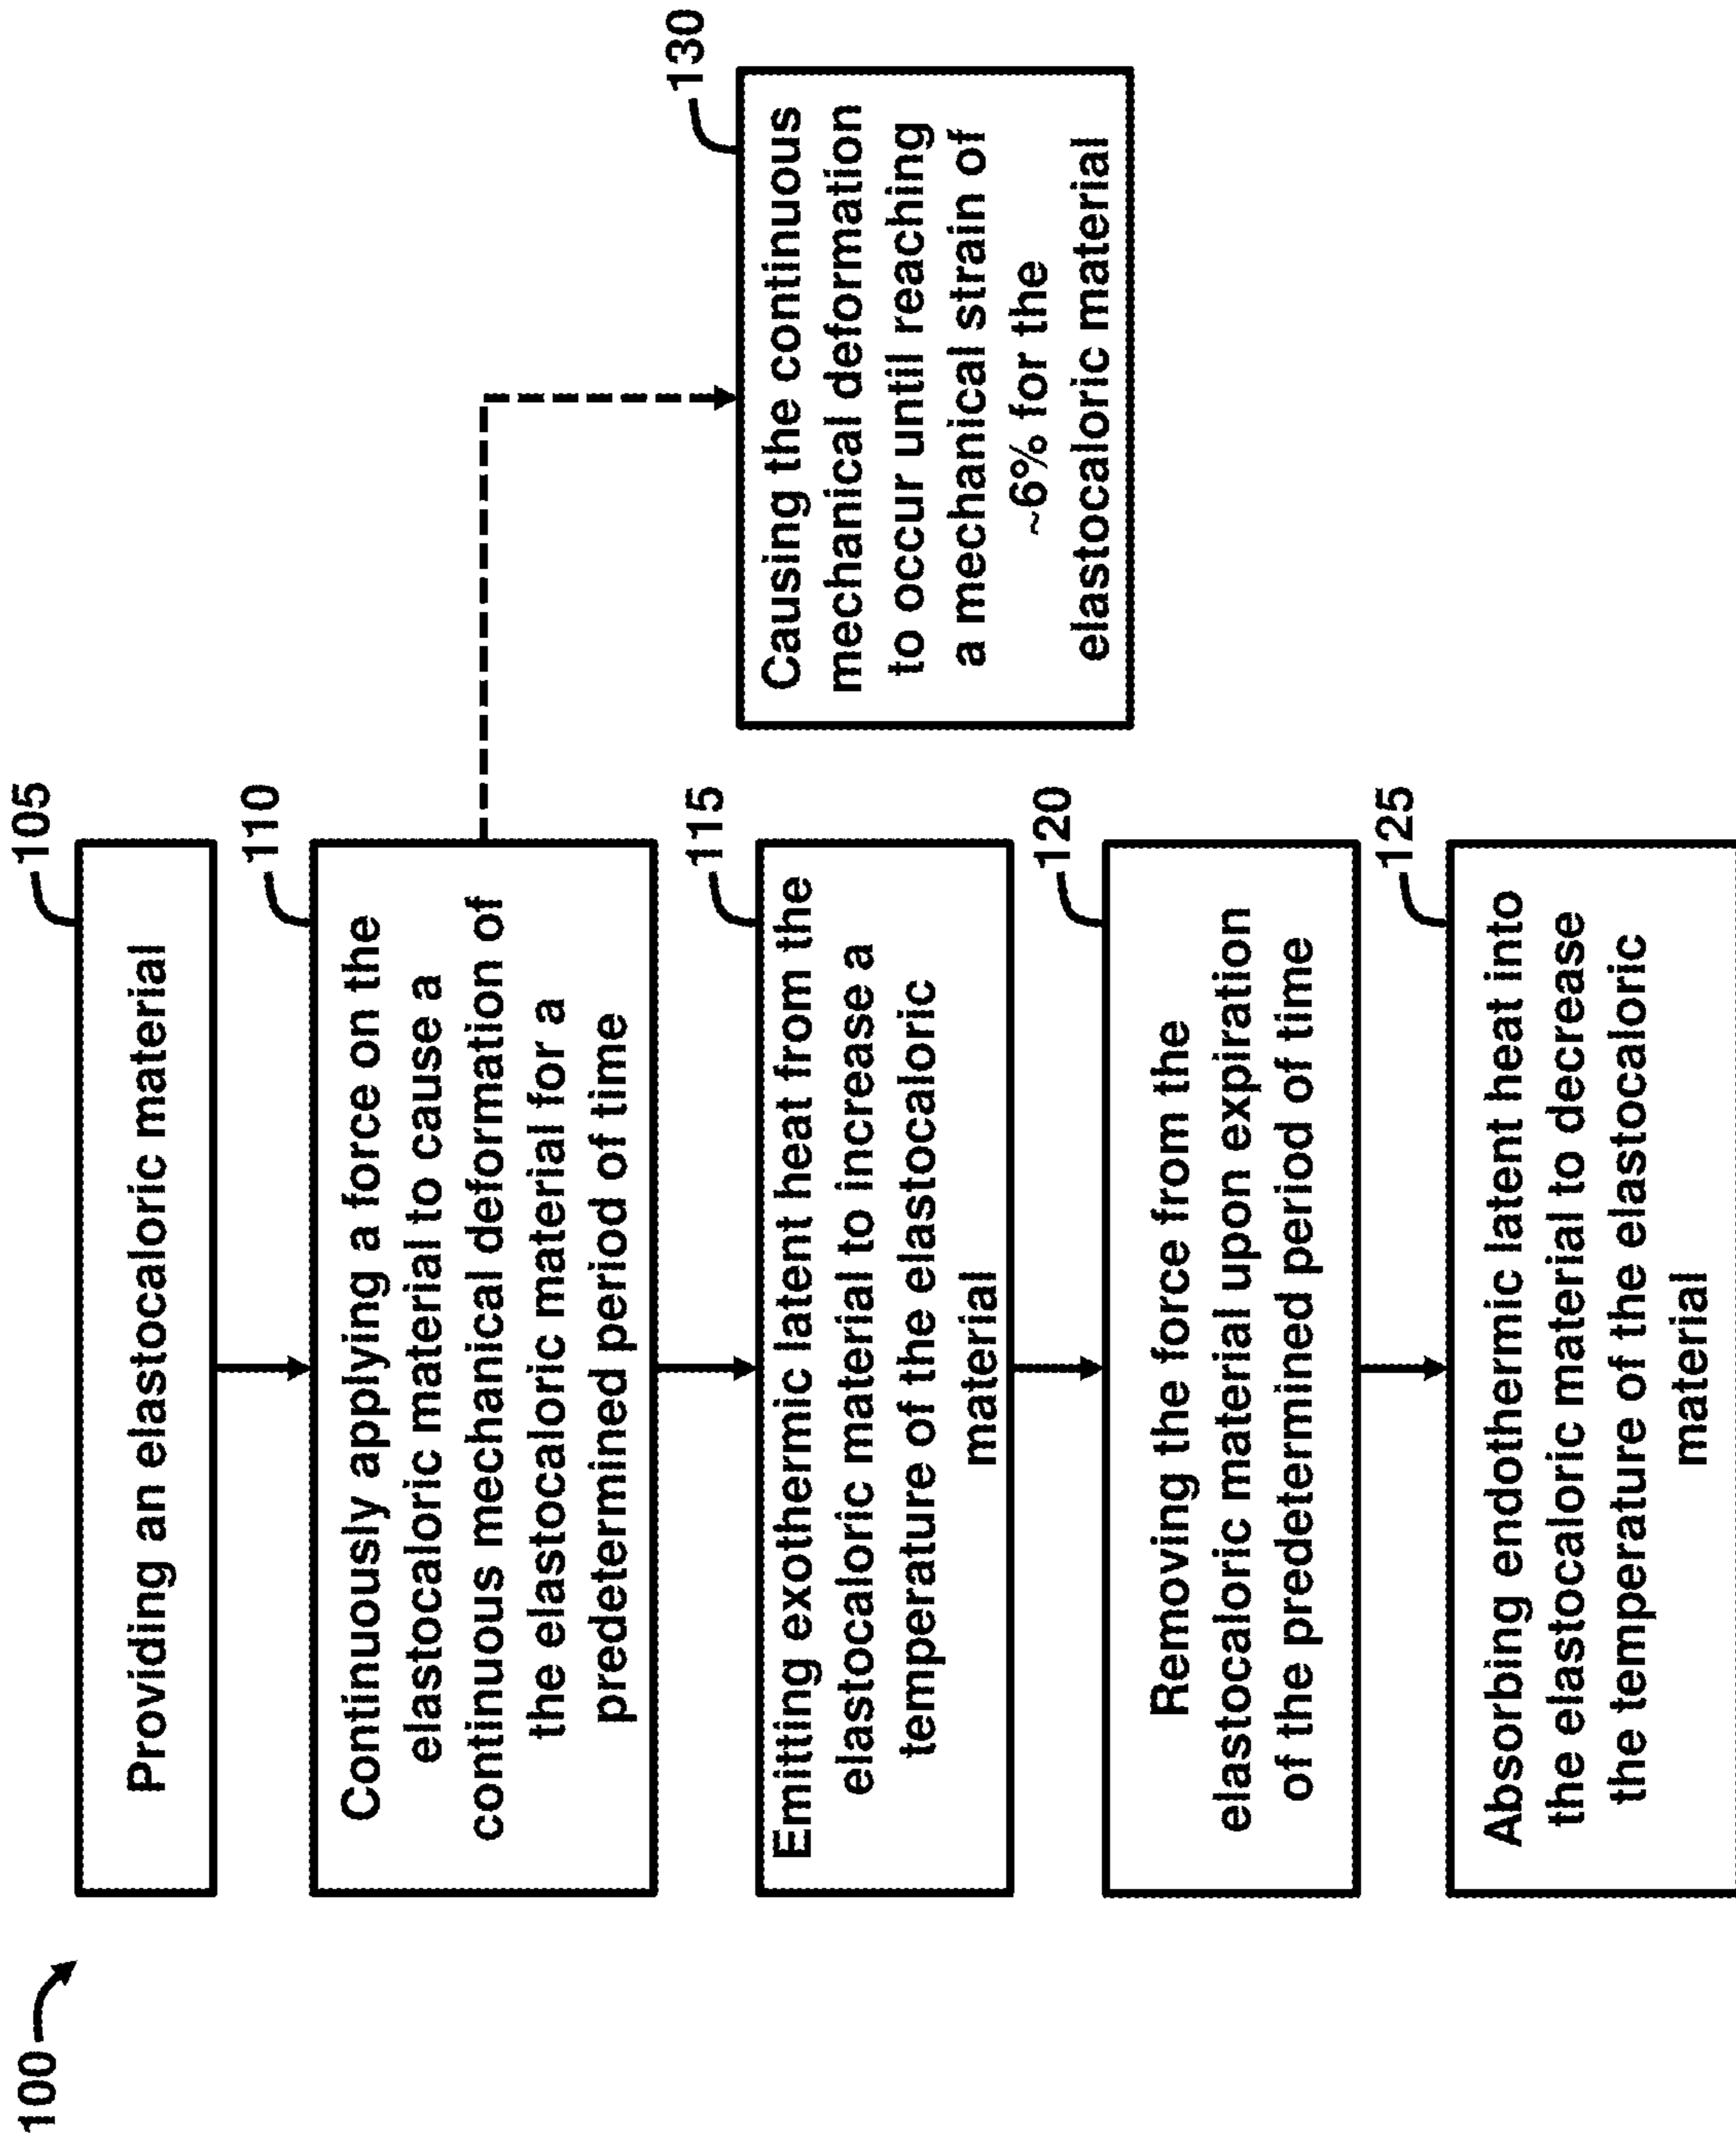 100
105
Providing an elastocaloric material
110
Continuously applying a force on the
elastocaloric material to cause a
continuous mechanical deformation of
the elastocaloric material for a
predetermined period of time
130
Causing the continuous
mechanical deformation
to occur until reaching
a mechanical strain of
~6% for the
elastocaloric material
115
Emitting exothermic latent heat from the
elastocaloric material to increase a
temperature of the elastocaloric
material
120
Removing the force from the
elastocaloric material upon expiration
of the predetermined period of time
125
Absorbing endothermic latent heat into
the elastocaloric material to decrease
the temperature of the elastocaloric
material